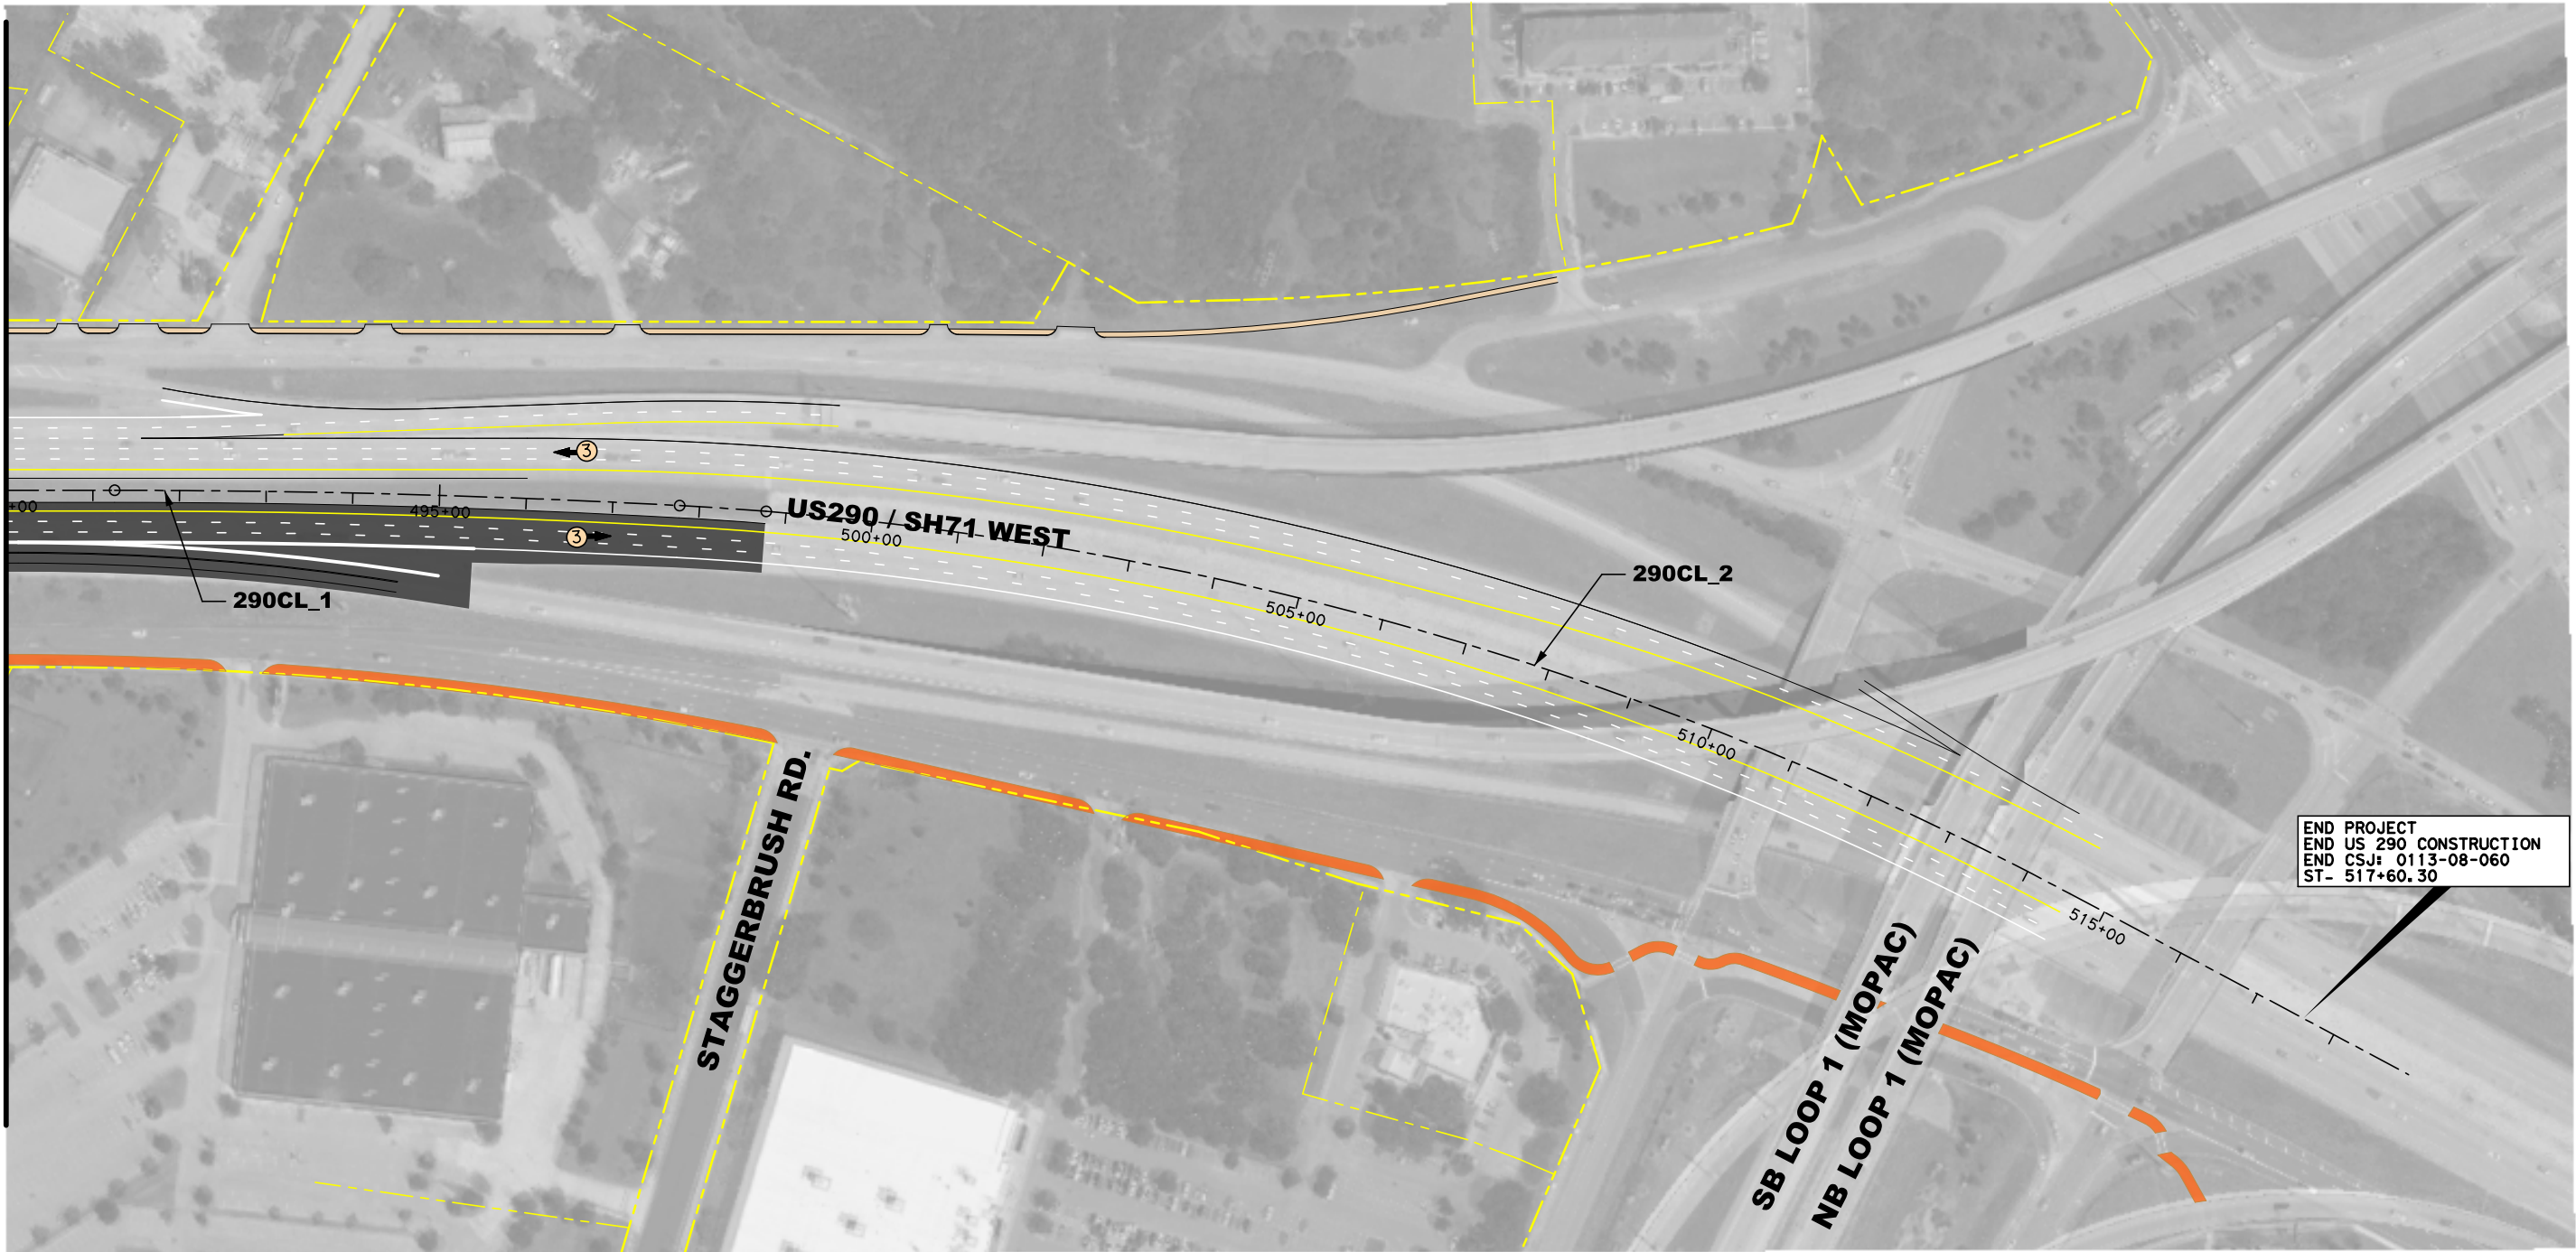 3
+00
495+00
US290 / SH71 WEST
3
500+00
290CL_2
290CL_1
505+00
510+00
STAGGERBRUSH RD.
END PROJECT
END US 290 CONSTRUCTION
END CSJ: 0113-08-060
ST- 517+60.30
515+00
SB LOOP 1 (MOPAC)
NB LOOP 1 (MOPAC)